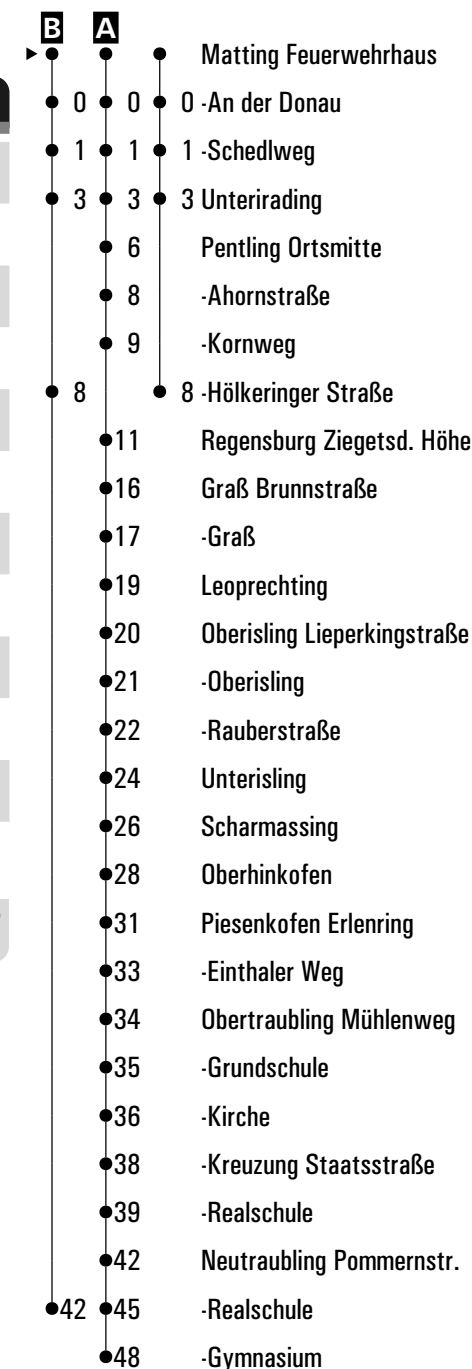 B A
Matting Feuerwehrhaus
0 0 0 -An der Donau
1 1 1 -Schedlweg
3 3 3 Unterirading
6 Pentling Ortsmitte
8 -Ahornstraße
9 -Kornweg
8 8 -Hölkeringer Straße
11 Regensburg Ziegetsd. Höhe
16 Graß Brunnstraße
17 -Graß
19 Leoprechting
20 Oberisling Lieperkingstraße
21 -Oberisling
22 -Rauberstraße
24 Unterisling
26 Scharmassing
28 Oberhinkofen
31 Piesenkofen Erlenring
33 -Einthaler Weg
34 Obertraubling Mühlenweg
35 -Grundschule
36 -Kirche
38 -Kreuzung Staatsstraße
39 -Realschule
42 Neutraubling Pommernstr.
42 45 -Realschule
48 -Gymnasium